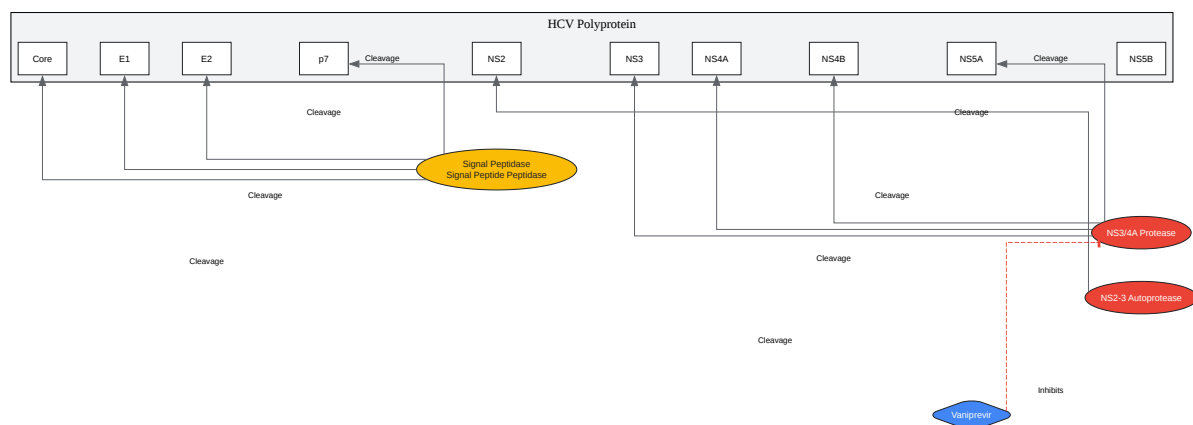 HCV Polyprotein
Core
E1
E2
p7
Cleavage
NS2
NS3
NS4A
NS4B
NS5A
Cleavage
NS5B
Cleavage
Cleavage
Signal Peptidase
Signal Peptide Peptidase
Cleavage
Cleavage
NS3/4A Protease
Cleavage
Cleavage
NS2-3 Autoprotease
Cleavage
Inhibits
Vaniprevir